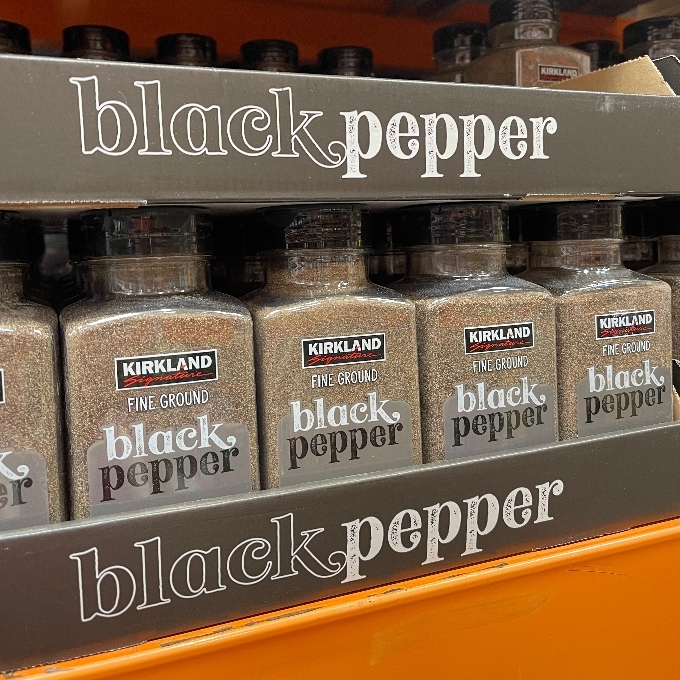 KIRKLAND
black pepper
KIRKLAND
Signature
FINE GROUND
black
pepper
KIRKLAND
Signature
FINE GROUND
black
pepper
KIRKLAND
Signature
FINE GROUND
black
pepper
KIRKLAND
Signature
FINE GROUND
black
pepper
black pepper